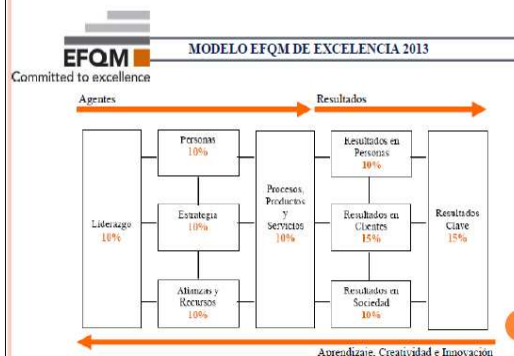 EFQM
Committed to excellence
MODELO EFQM DE EXCELENCIA 2013
Agentes
Resultados
Liderazgo
10%
Personas
10%
Estrategia
10%
Alianzas y
Recursos
10%
Procesos,
Productos
y
Servicios
10%
Resultados en
Personas
10%
Resultados en
Clientes
15%
Resultados en
Sociedad
10%
Resultados
Clave
15%
Aprendizaje, Creatividad e Innovación